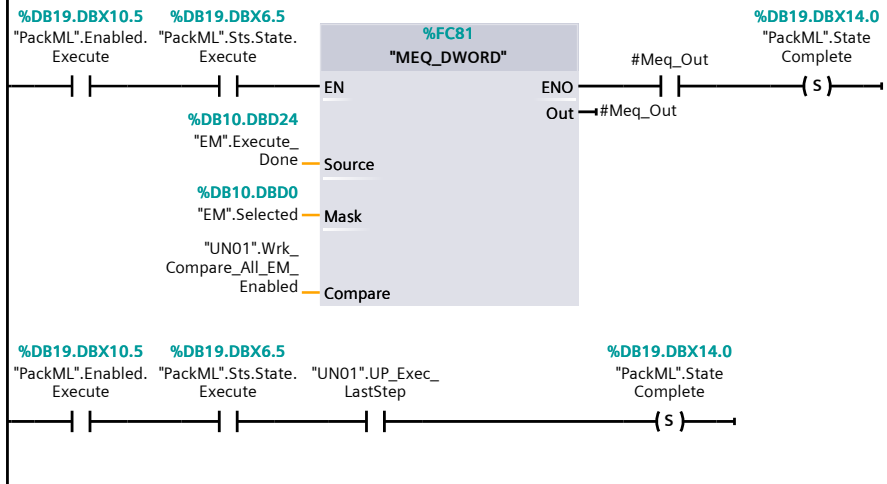 %DB19.DBX10.5 %DB19.DBX6.5 %DB19.DBX14.0
"PackML".Enabled. "PackML".Sts.State. %FC81 "PackML".State
Execute Execute "MEQ_DWORD" #Meq_Out Complete
EN ENO S
%DB10.DBD24 Out #Meq_Out
"EM".Execute_
Done Source
%DB10.DBD0
"EM".Selected Mask
"UN01".Wrk_
Compare_All_EM_
Enabled Compare
%DB19.DBX10.5 %DB19.DBX6.5 %DB19.DBX14.0
"PackML".Enabled. "PackML".Sts.State. "UN01".UP_Exec_ "PackML".State
Execute Execute LastStep Complete
S